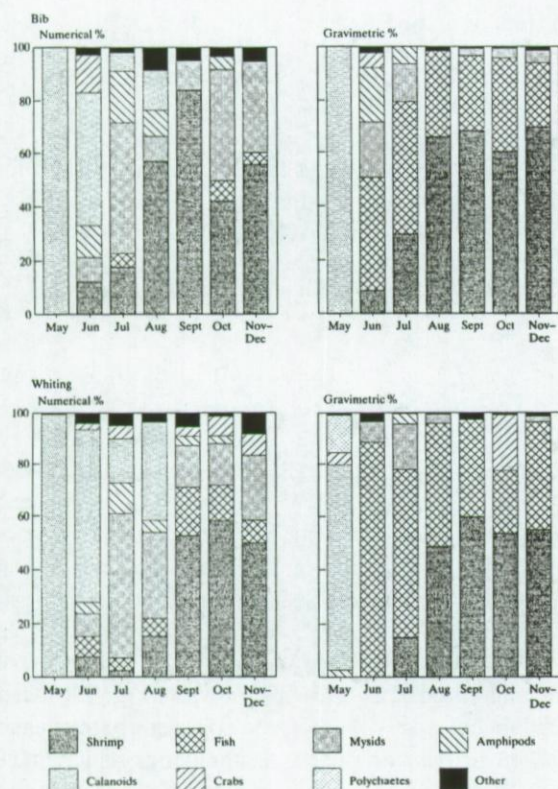 Bib
Numerical %
Gravimetric %
100
80
60
40
20
0
May Jun Jul Aug Sept Oct Nov–
Dec
May Jun Jul Aug Sept Oct Nov–
Dec
Whiting
Numerical %
Gravimetric %
100
80
60
40
20
0
May Jun Jul Aug Sept Oct Nov–
Dec
May Jun Jul Aug Sept Oct Nov–
Dec
Shrimp Fish Mysids Amphipods
Calanoids Crabs Polychaetes Other